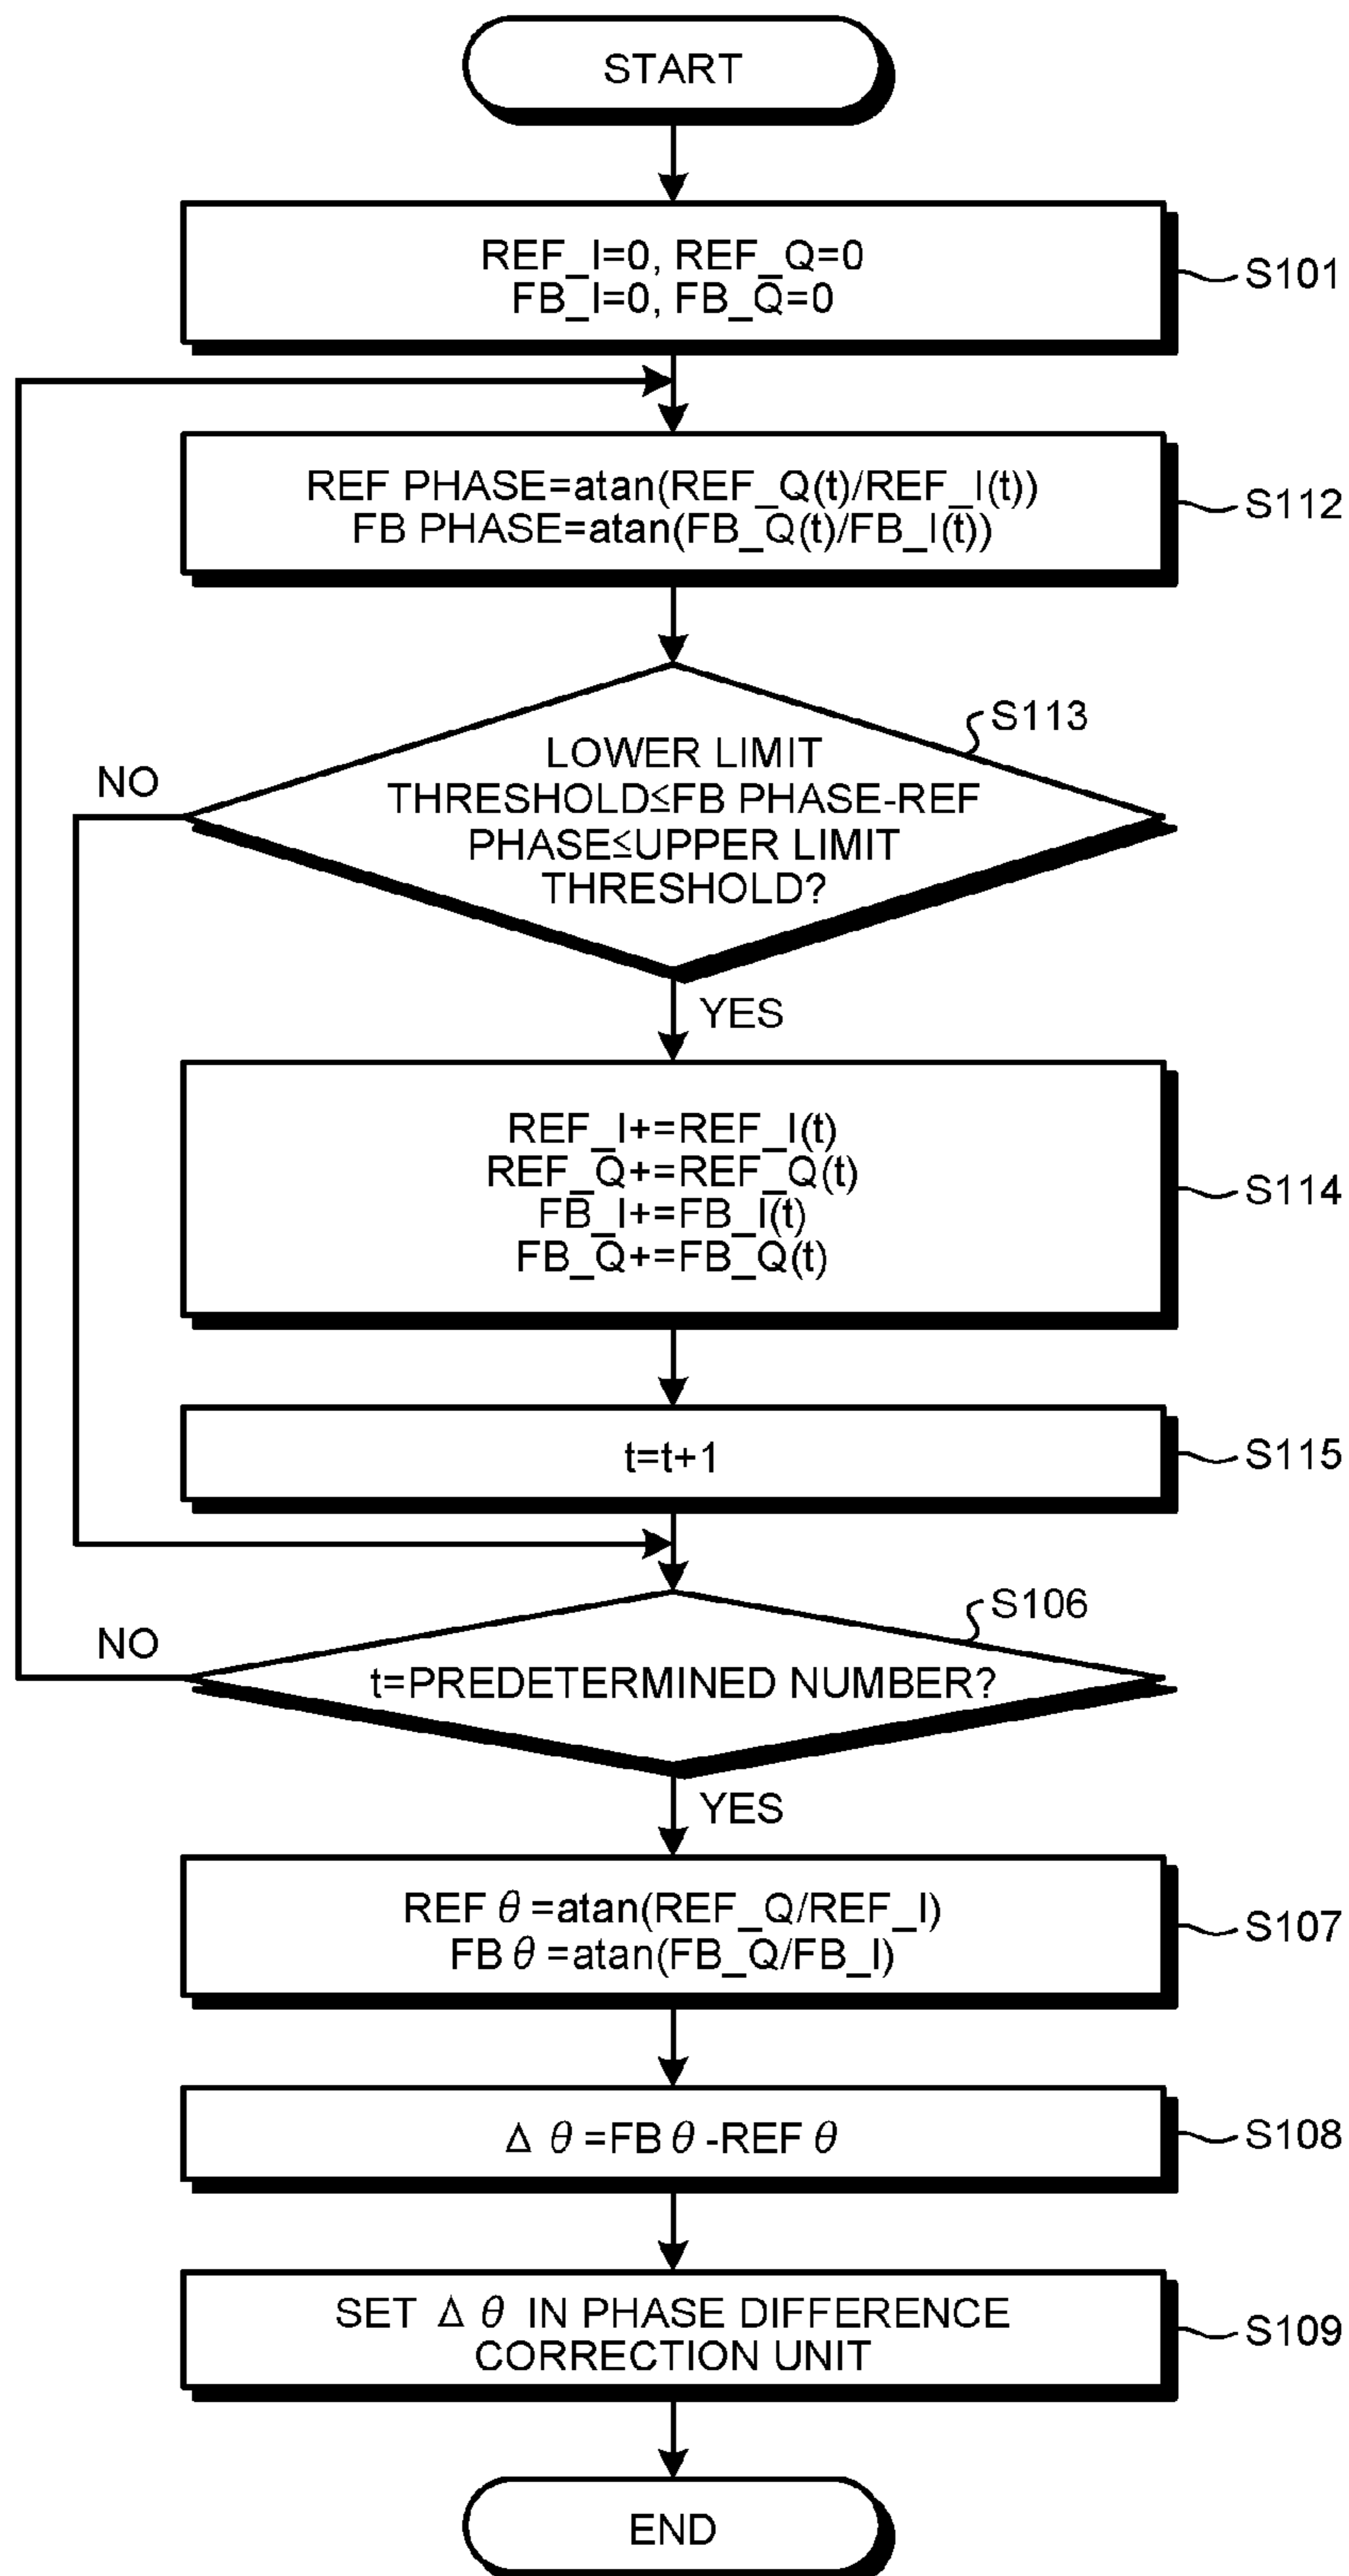 START
REF_I=0, REF_Q=0
FB_I=0, FB_Q=0
S101
REF PHASE=atan(REF_Q(t)/REF_I(t))
FB PHASE=atan(FB_Q(t)/FB_I(t))
S112
S113
LOWER LIMIT
THRESHOLD≦FB PHASE-REF
PHASE≦UPPER LIMIT
THRESHOLD?
NO
YES
REF_I+=REF_I(t)
REF_Q+=REF_Q(t)
FB_I+=FB_I(t)
FB_Q+=FB_Q(t)
S114
t=t+1
S115
S106
t=PREDETERMINED NUMBER?
NO
YES
REF θ =atan(REF_Q/REF_I)
FB θ =atan(FB_Q/FB_I)
S107
Δ θ =FB θ -REF θ
S108
SET Δ θ IN PHASE DIFFERENCE
CORRECTION UNIT
S109
END